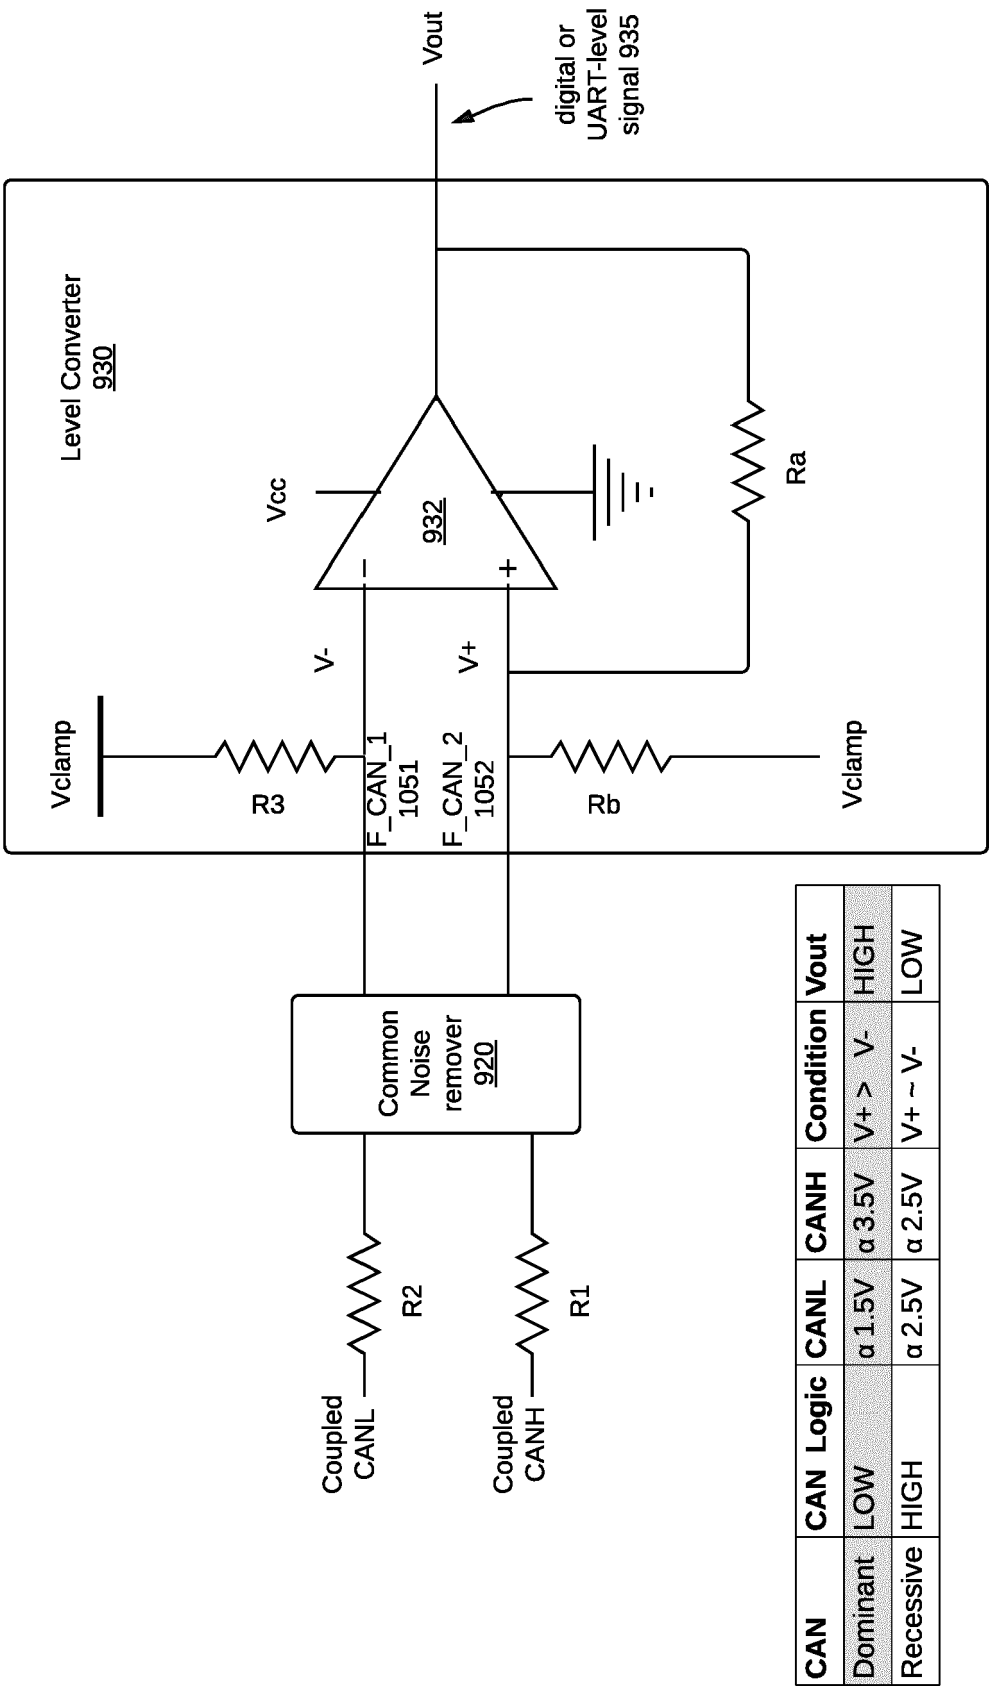 Level Converter
930
Vclamp
R3
Vcc
V-
F_CAN_1
1051
932
−
+
V+
F_CAN_2
1052
Rb
Vclamp
Ra
Vout
digital or
UART-level
signal 935
Common
Noise
remover
920
Coupled
CANL
R2
Coupled
CANH
R1
CAN CAN Logic CANL CANH Condition Vout
Dominant LOW α 1.5V α 3.5V V+ > V- HIGH
Recessive HIGH α 2.5V α 2.5V V+ ~ V- LOW